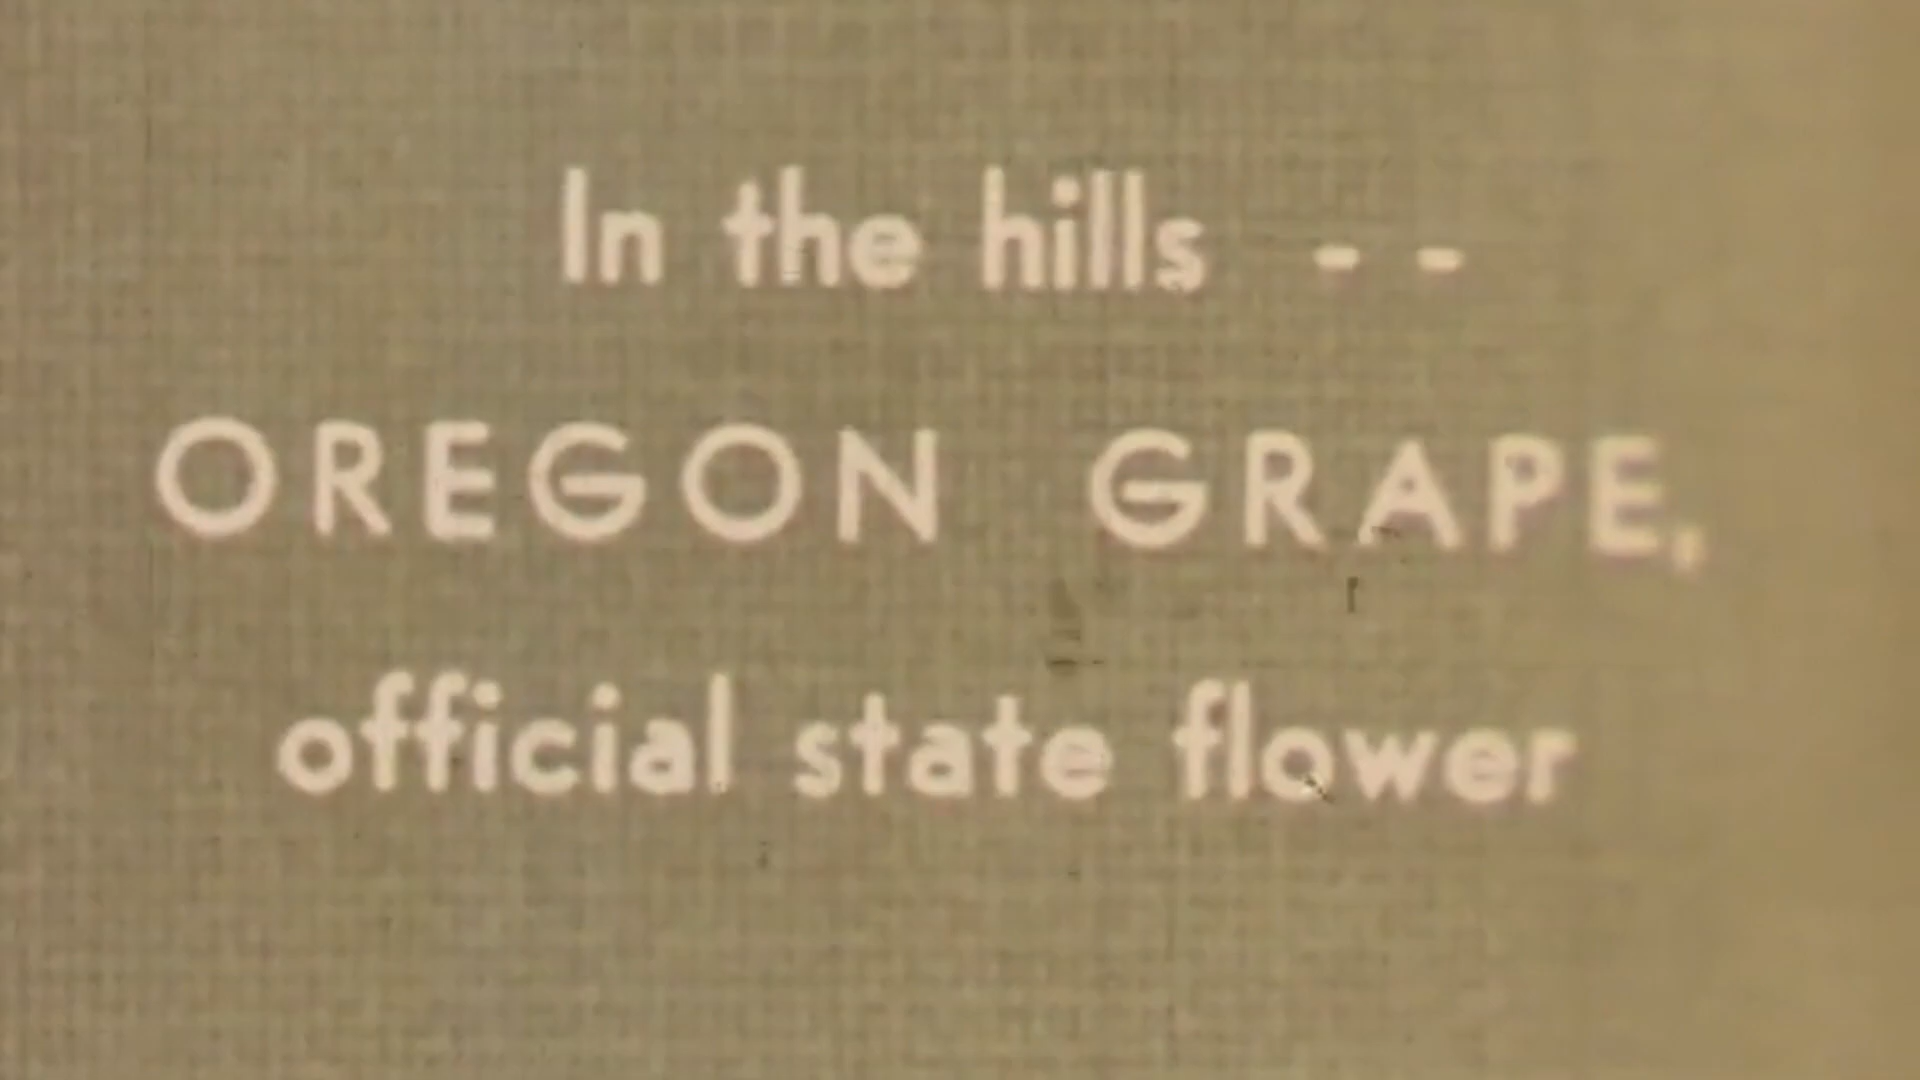 In the hills - -
OREGON GRAPE,
official state flower